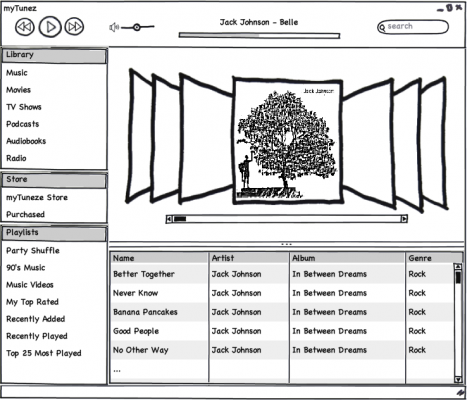 myTunez
Jack Johnson - Belle
search
Library
Music
Movies
TV Shows
Podcasts
Audiobooks
Radio
Store
myTuneze Store
Purchased
Playlists
Party Shuffle
90's Music
Music Videos
My Top Rated
Recently Added
Recently Played
Top 25 Most Played
Jack Johnson
Name Artist Album Genre
Better Together Jack Johnson In Between Dreams Rock
Never Know Jack Johnson In Between Dreams Rock
Banana Pancakes Jack Johnson In Between Dreams Rock
Good People Jack Johnson In Between Dreams Rock
No Other Way Jack Johnson In Between Dreams Rock
...